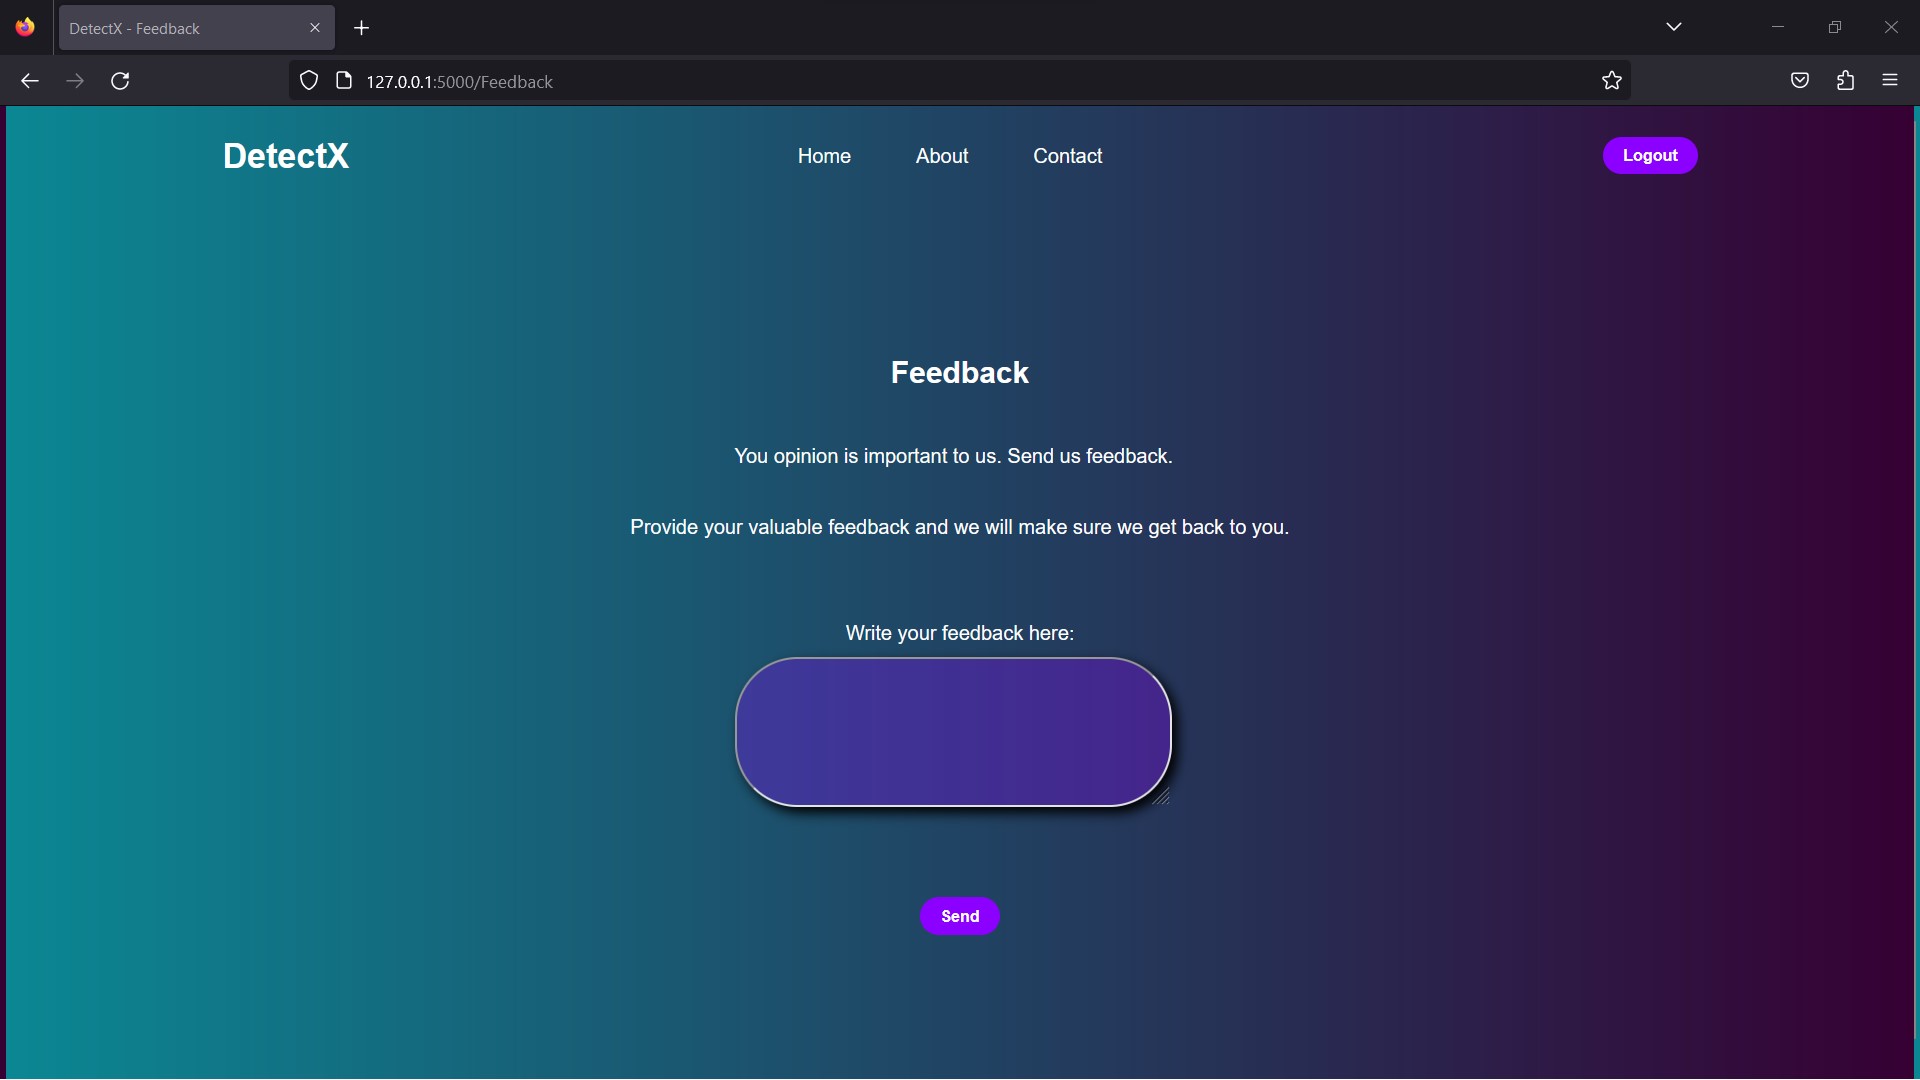 DetectX - Feedback
127.0.0.1:5000/Feedback
DetectX
Home About Contact
Logout
Feedback
You opinion is important to us. Send us feedback.
Provide your valuable feedback and we will make sure we get back to you.
Write your feedback here:
Send